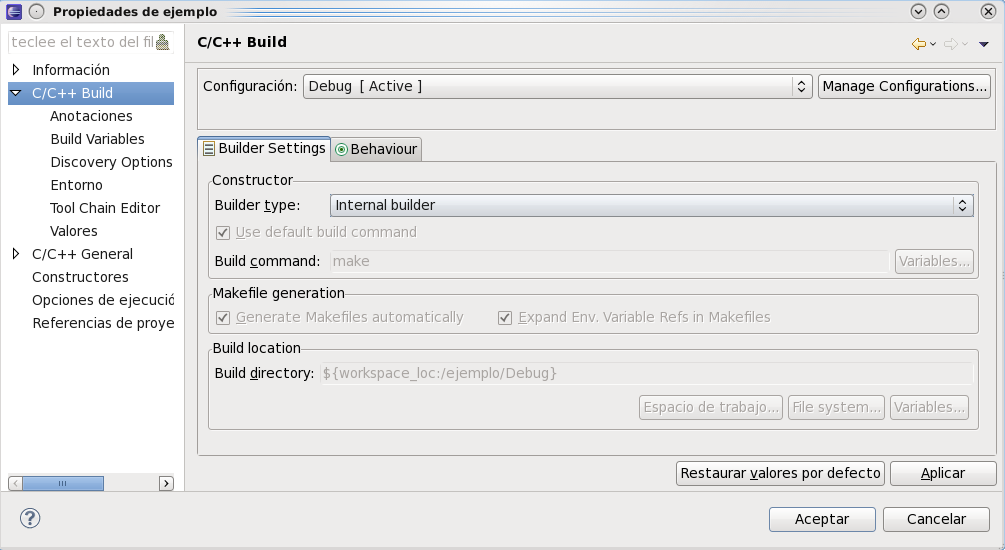 Propiedades de ejemplo
teclee el texto del fil
Información
C/C++ Build
Anotaciones
Build Variables
Discovery Options
Entorno
Tool Chain Editor
Valores
C/C++ General
Constructores
Opciones de ejecució
Referencias de proye
C/C++ Build
Configuración: Debug [ Active ] Manage Configurations...
Builder Settings Behaviour
Constructor
Builder type: Internal builder
Use default build command
Build command: make Variables...
Makefile generation
Generate Makefiles automatically Expand Env. Variable Refs in Makefiles
Build location
Build directory: ${workspace_loc:/ejemplo/Debug}
Espacio de trabajo... File system... Variables...
Restaurar valores por defecto Aplicar
? Aceptar Cancelar